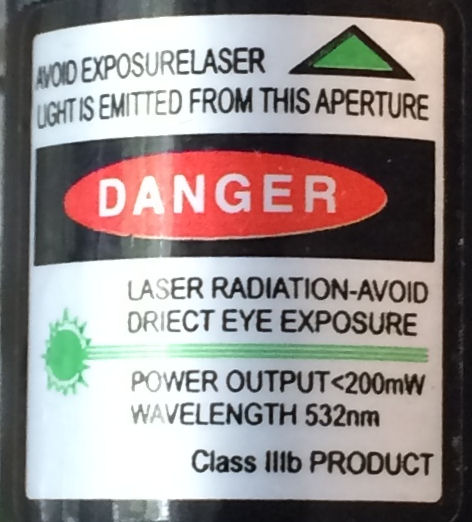 AVOID EXPOSURELASER
LIGHT IS EMITTED FROM THIS APERTURE
DANGER
LASER RADIATION-AVOID
DRIECT EYE EXPOSURE
POWER OUTPUT<200mW
WAVELENGTH 532nm
Class IIIb PRODUCT